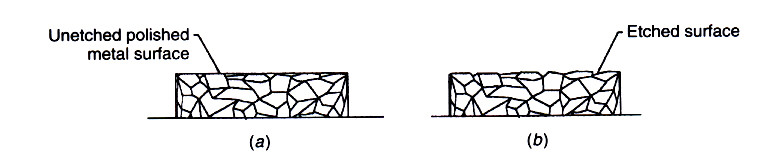 Unetched polished
metal surface
Etched surface
(a)
(b)